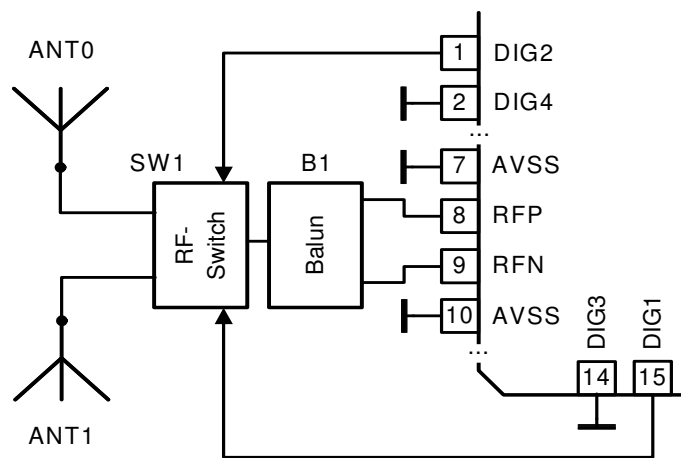 ANT0
SW1
RF-
Switch
B1
Balun
1 DIG2
2 DIG4
...
7 AVSS
8 RFP
9 RFN
10 AVSS
...
DIG3
DIG1
14
15
ANT1